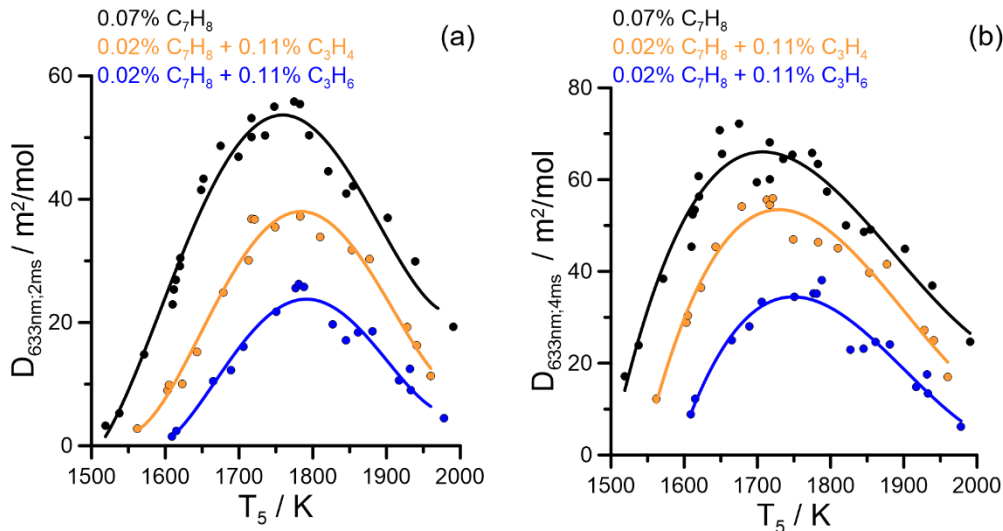 0.07% C₇H₈
0.02% C₇H₈ + 0.11% C₃H₄
0.02% C₇H₈ + 0.11% C₃H₆
(a)
60
40
20
0
D₆₃₃ₙₘ;₂ₘₛ / m²/mol
1500 1600 1700 1800 1900 2000
T₅ / K
0.07% C₇H₈
0.02% C₇H₈ + 0.11% C₃H₄
0.02% C₇H₈ + 0.11% C₃H₆
(b)
80
60
40
20
0
D₆₃₃ₙₘ;₄ₘₛ / m²/mol
1500 1600 1700 1800 1900 2000
T₅ / K